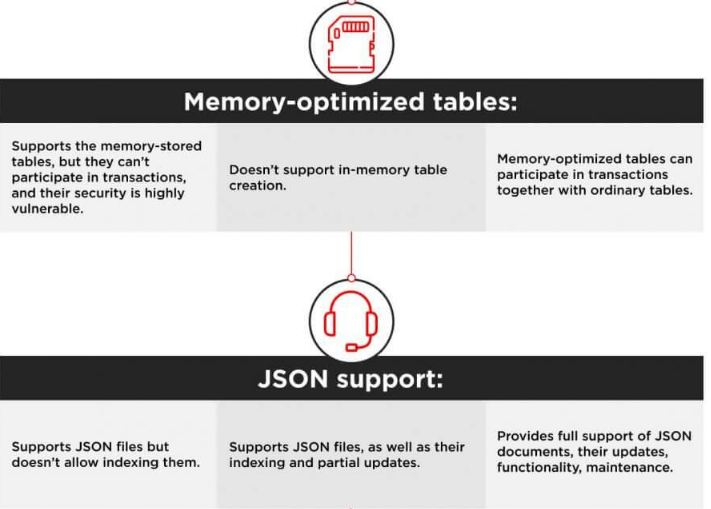 Memory-optimized tables:
Supports the memory-stored
tables, but they can't
participate in transactions,
and their security is highly
vulnerable.
Doesn't support in-memory table
creation.
Memory-optimized tables can
participate in transactions
together with ordinary tables.
JSON support:
Supports JSON files but
doesn't allow indexing them.
Supports JSON files, as well as their
indexing and partial updates.
Provides full support of JSON
documents, their updates,
functionality, maintenance.